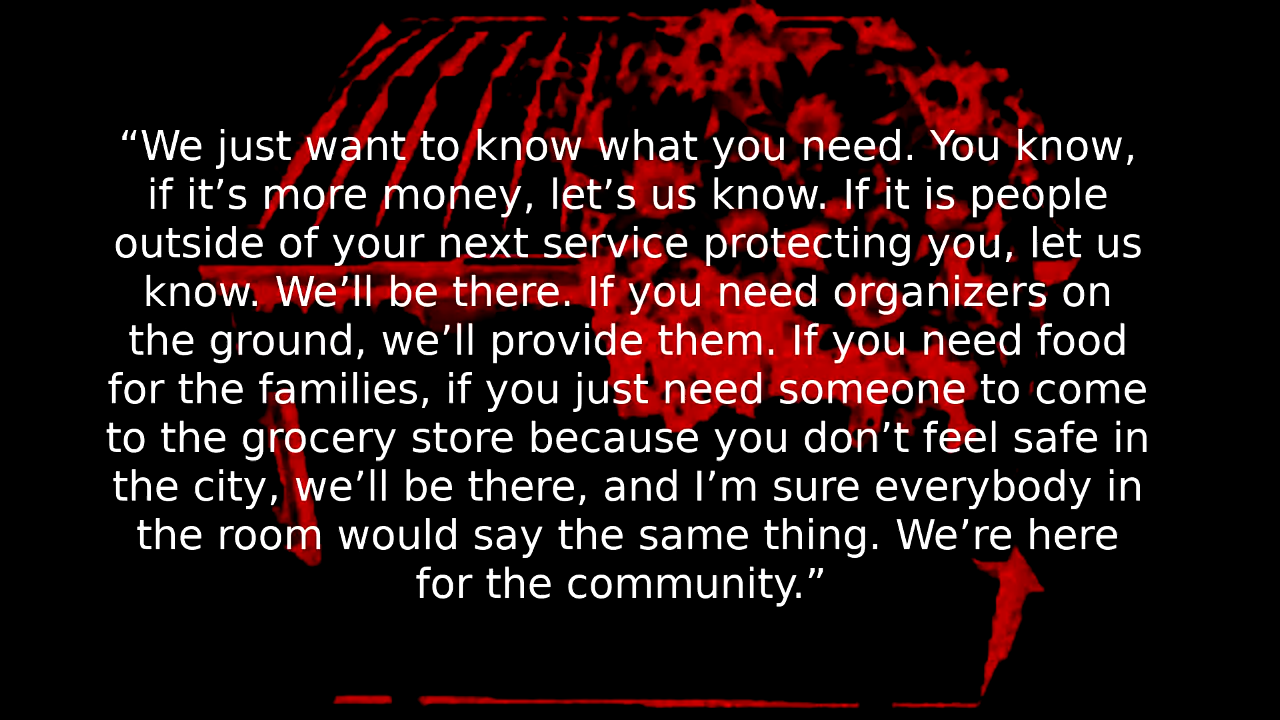 “We just want to know what you need. You know,
if it’s more money, let’s us know. If it is people
outside of your next service protecting you, let us
know. We’ll be there. If you need organizers on
the ground, we’ll provide them. If you need food
for the families, if you just need someone to come
to the grocery store because you don’t feel safe in
the city, we’ll be there, and I’m sure everybody in
the room would say the same thing. We’re here
for the community.”